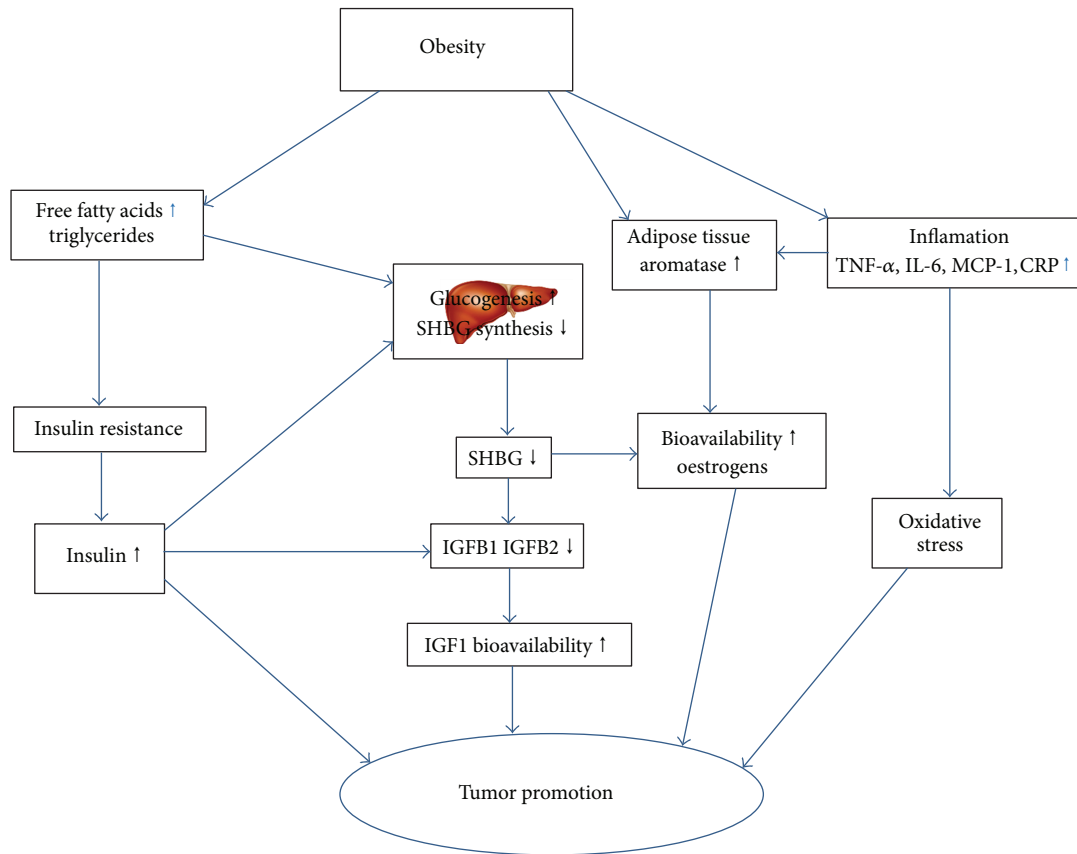 Obesity
Free fatty acids ↑
triglycerides
Adipose tissue
aromatase ↑
Inflamation
TNF-α, IL-6, MCP-1,CRP ↑
Glucogenesis ↑
SHBG synthesis ↓
Insulin resistance
SHBG ↓
Bioavailability ↑
oestrogens
Insulin ↑
IGFB1 IGFB2 ↓
Oxidative
stress
IGF1 bioavailability ↑
Tumor promotion